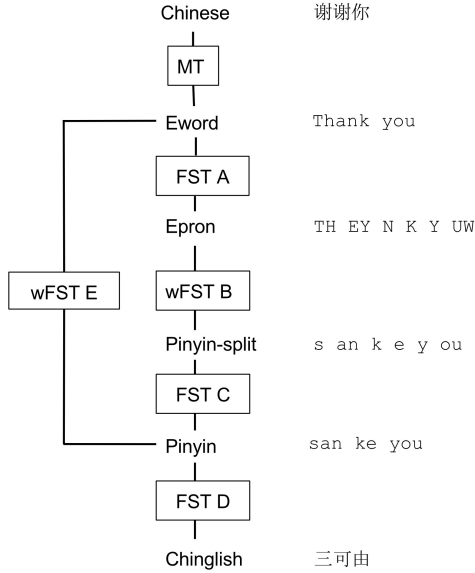 Chinese 谢谢你
MT
Eword Thank you
FST A
Epron TH EY N K Y UW
wFST E wFST B
Pinyin-split s an k e y ou
FST C
Pinyin san ke you
FST D
Chinglish 三可由